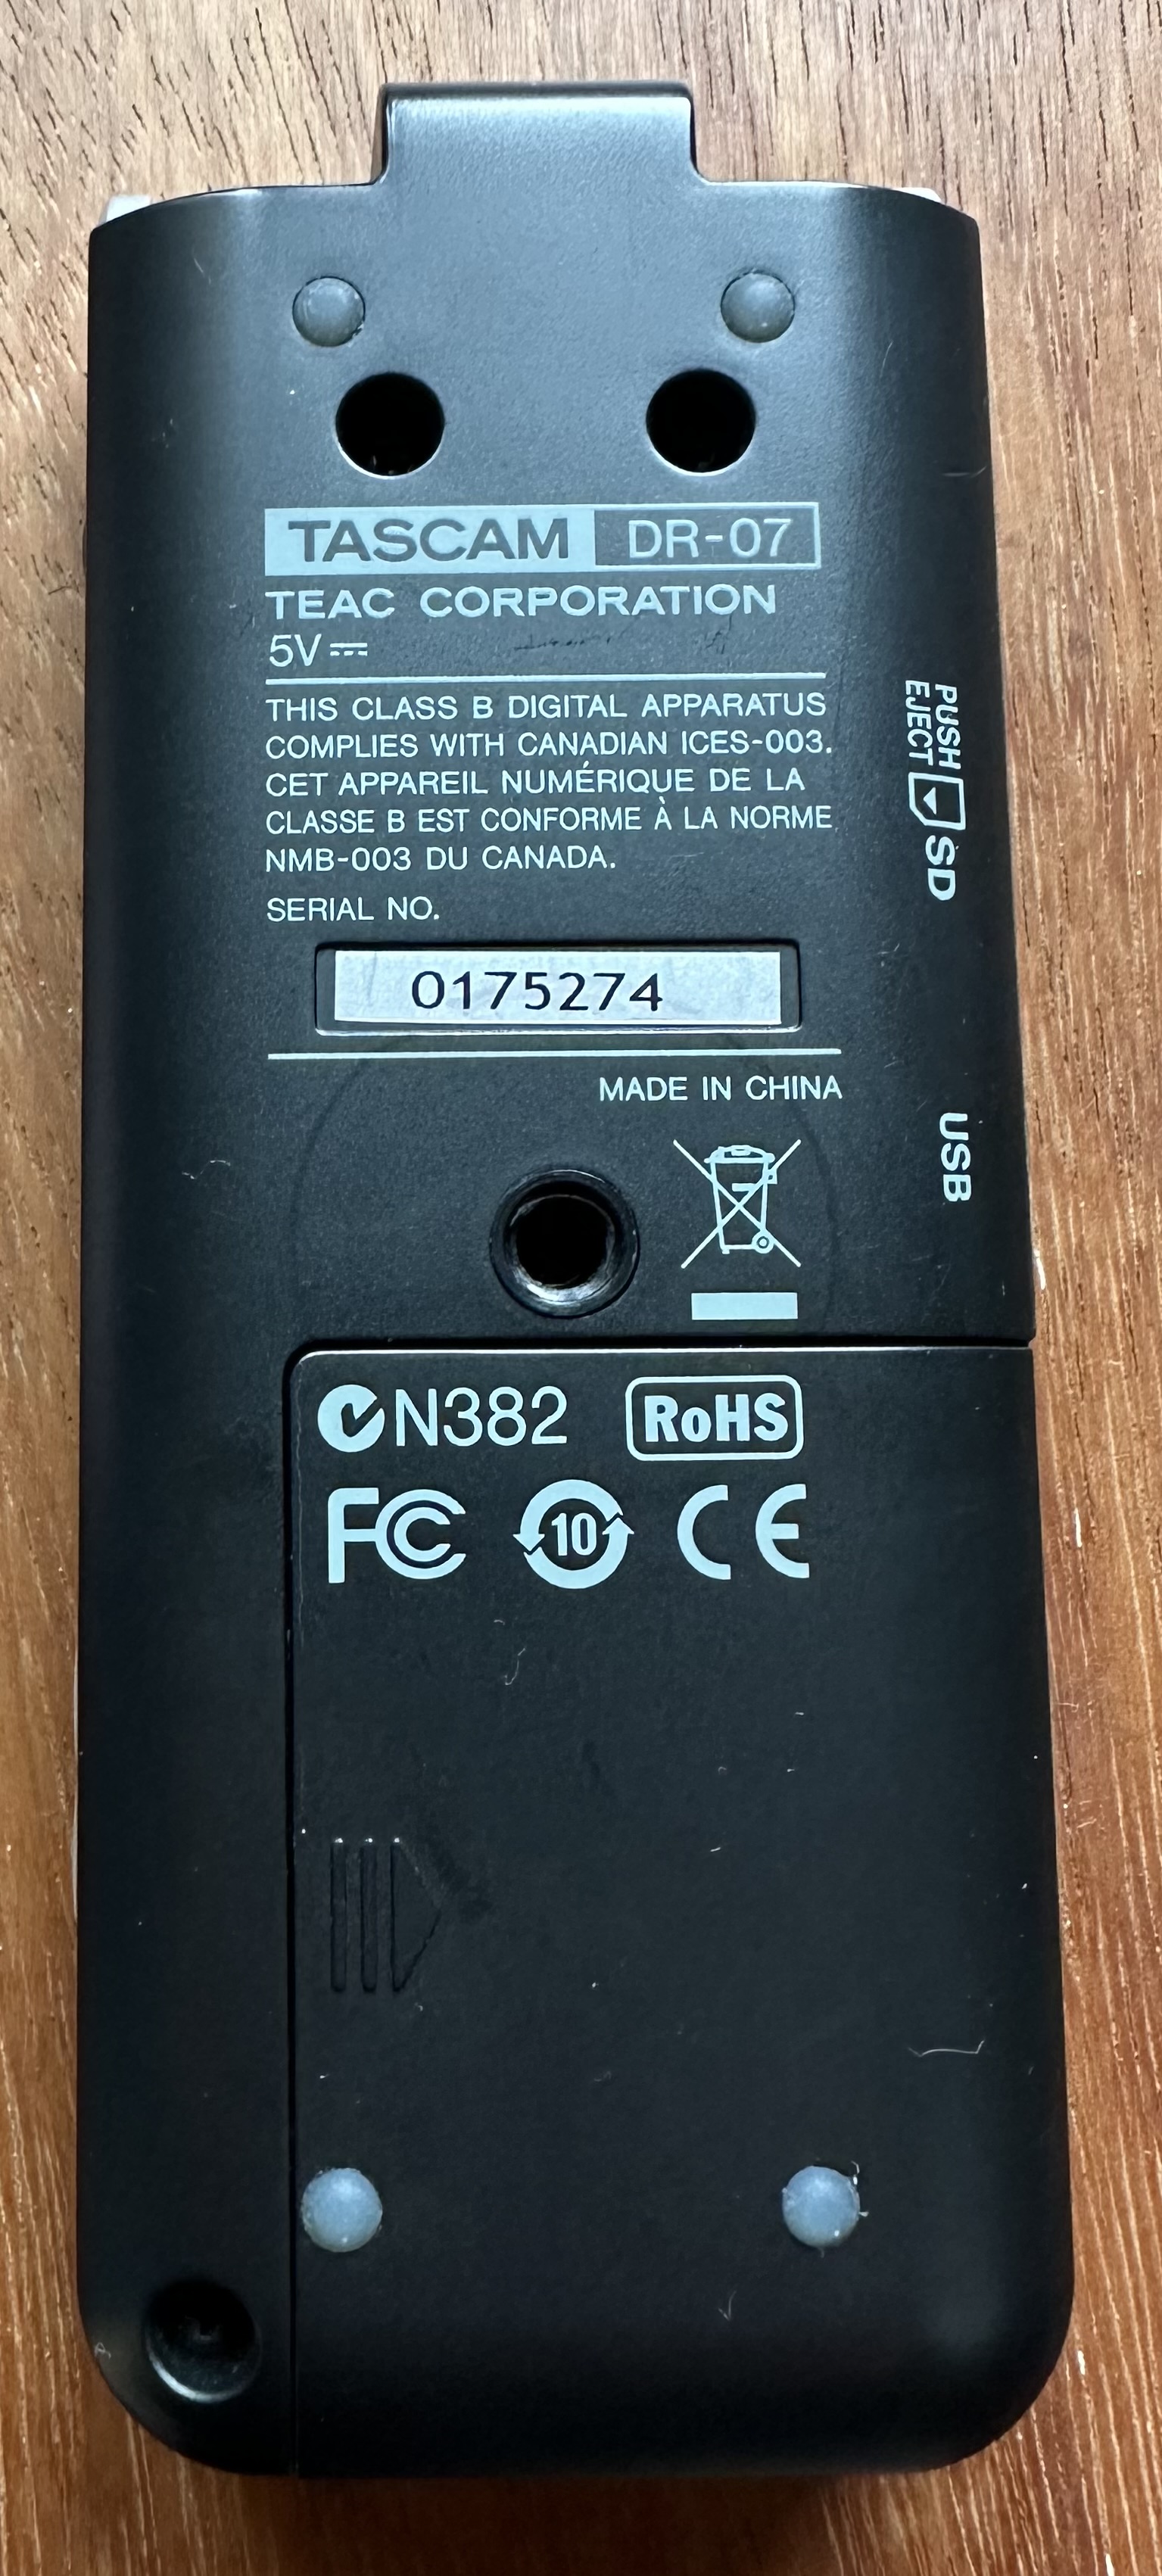 TASCAM DR-07
TEAC CORPORATION
5V
THIS CLASS B DIGITAL APPARATUS
COMPLIES WITH CANADIAN ICES-003.
CET APPAREIL NUMÉRIQUE DE LA
CLASSE B EST CONFORME À LA NORME
NMB-003 DU CANADA.
SERIAL NO.
0175274
MADE IN CHINA
PUSH
EJECT
SD
USB
N382 RoHS
FC 10 CE